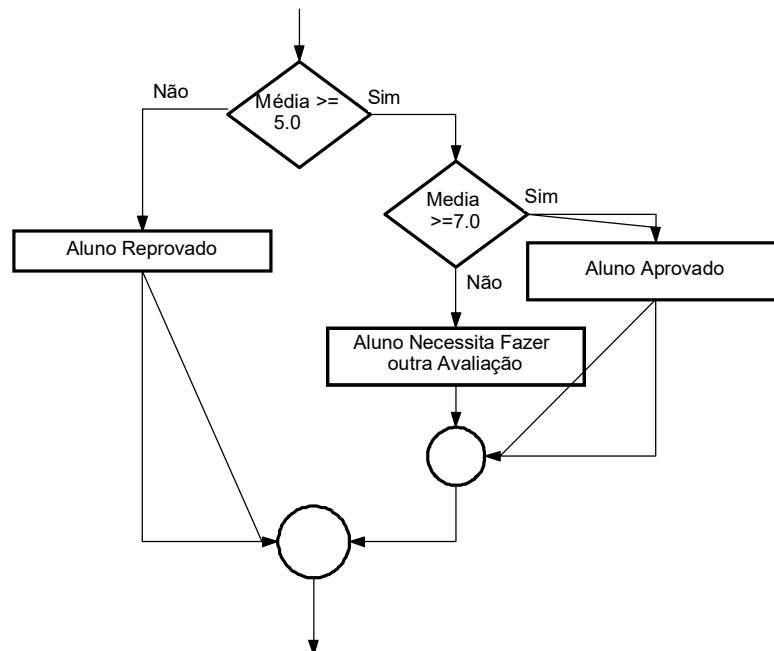 Não
Média >=
5.0
Sim
Media
>=7.0
Sim
Aluno Reprovado
Não
Aluno Aprovado
Aluno Necessita Fazer
outra Avaliação